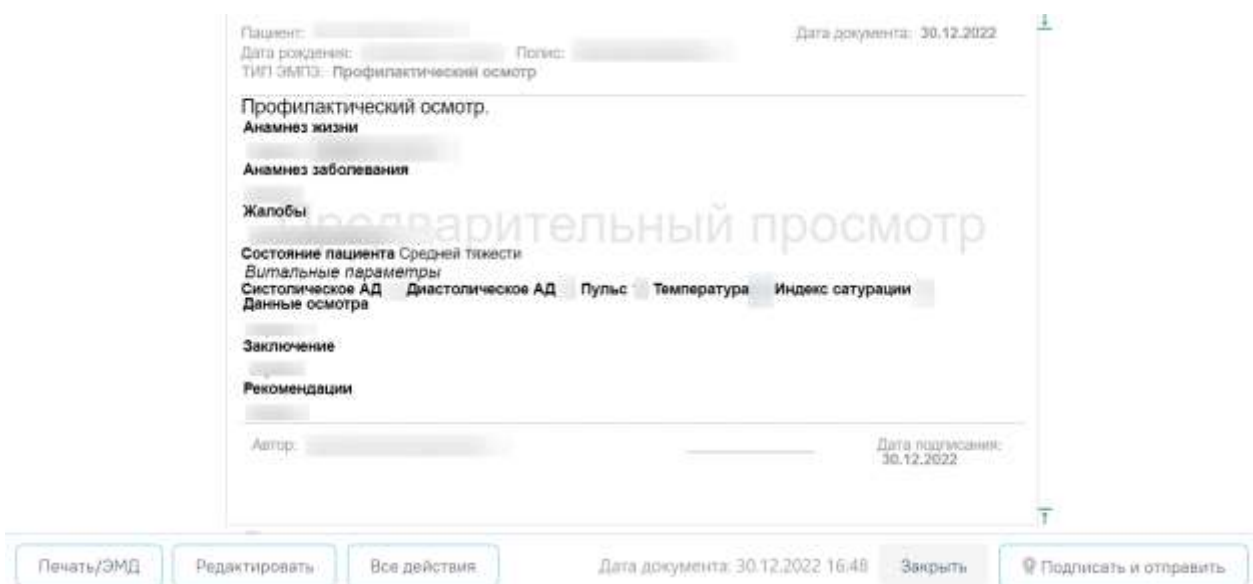 Пациент:
Дата документа: 30.12.2022
Дата рождения: Полис:
ТИП ЭМПЗ: Профилактический осмотр
Профилактический осмотр.
Анамнез жизни
Анамнез заболевания
Жалобы
Предварительный просмотр
Состояние пациента Средней тяжести
Витальные параметры
Систолическое АД Диастолическое АД Пульс Температура Индекс сатурации
Данные осмотра
Заключение
Рекомендации
Автор:
Дата подписания:
30.12.2022
Печать/ЭМД Редактировать Все действия Дата документа: 30.12.2022 16:48 Закрыть Подписать и отправить